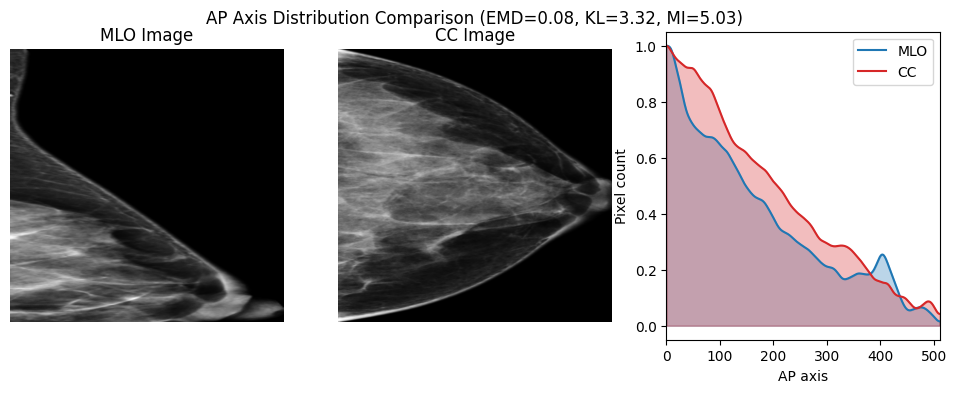 AP Axis Distribution Comparison (EMD=0.08, KL=3.32, MI=5.03)
MLO Image
CC Image
MLO
CC
Pixel count
1.0
0.8
0.6
0.4
0.2
0.0
0 100 200 300 400 500
AP axis